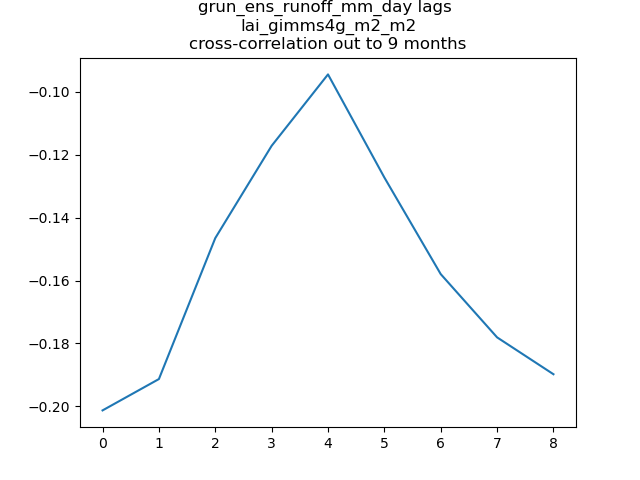 grun_ens_runoff_mm_day lags
lai_gimms4g_m2_m2
cross-correlation out to 9 months
−0.10
−0.12
−0.14
−0.16
−0.18
−0.20
0 1 2 3 4 5 6 7 8